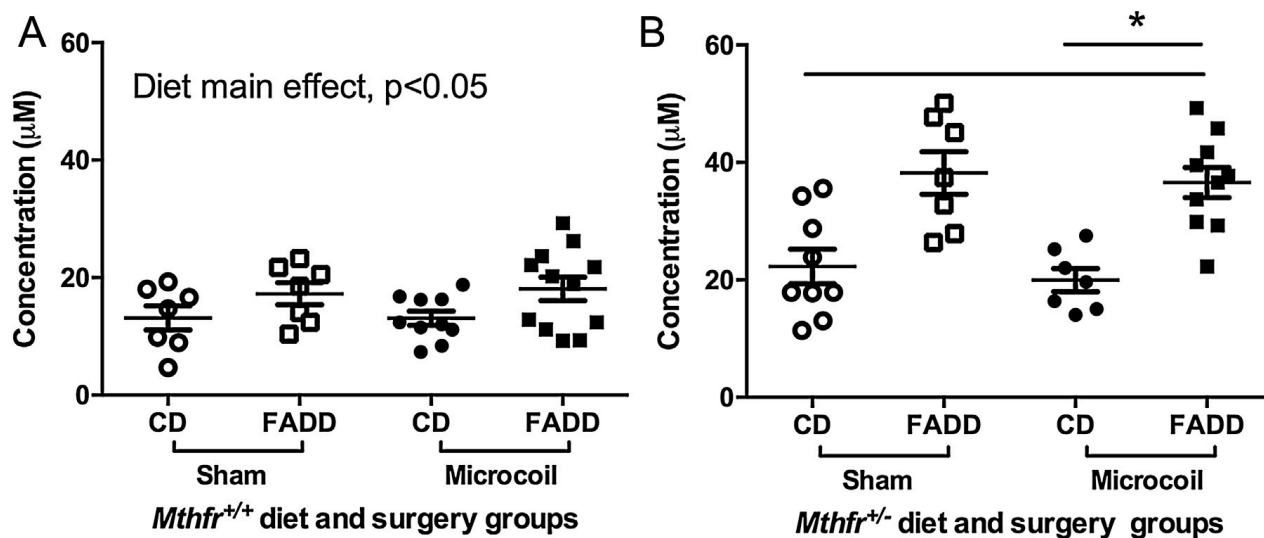 A
60
40
20
0
Concentration (μM)
Diet main effect, p<0.05
CD FADD CD FADD
Sham Microcoil
Mthfr+/+ diet and surgery groups
B
60
40
20
0
Concentration (μM)
*
CD FADD CD FADD
Sham Microcoil
Mthfr+/- diet and surgery groups